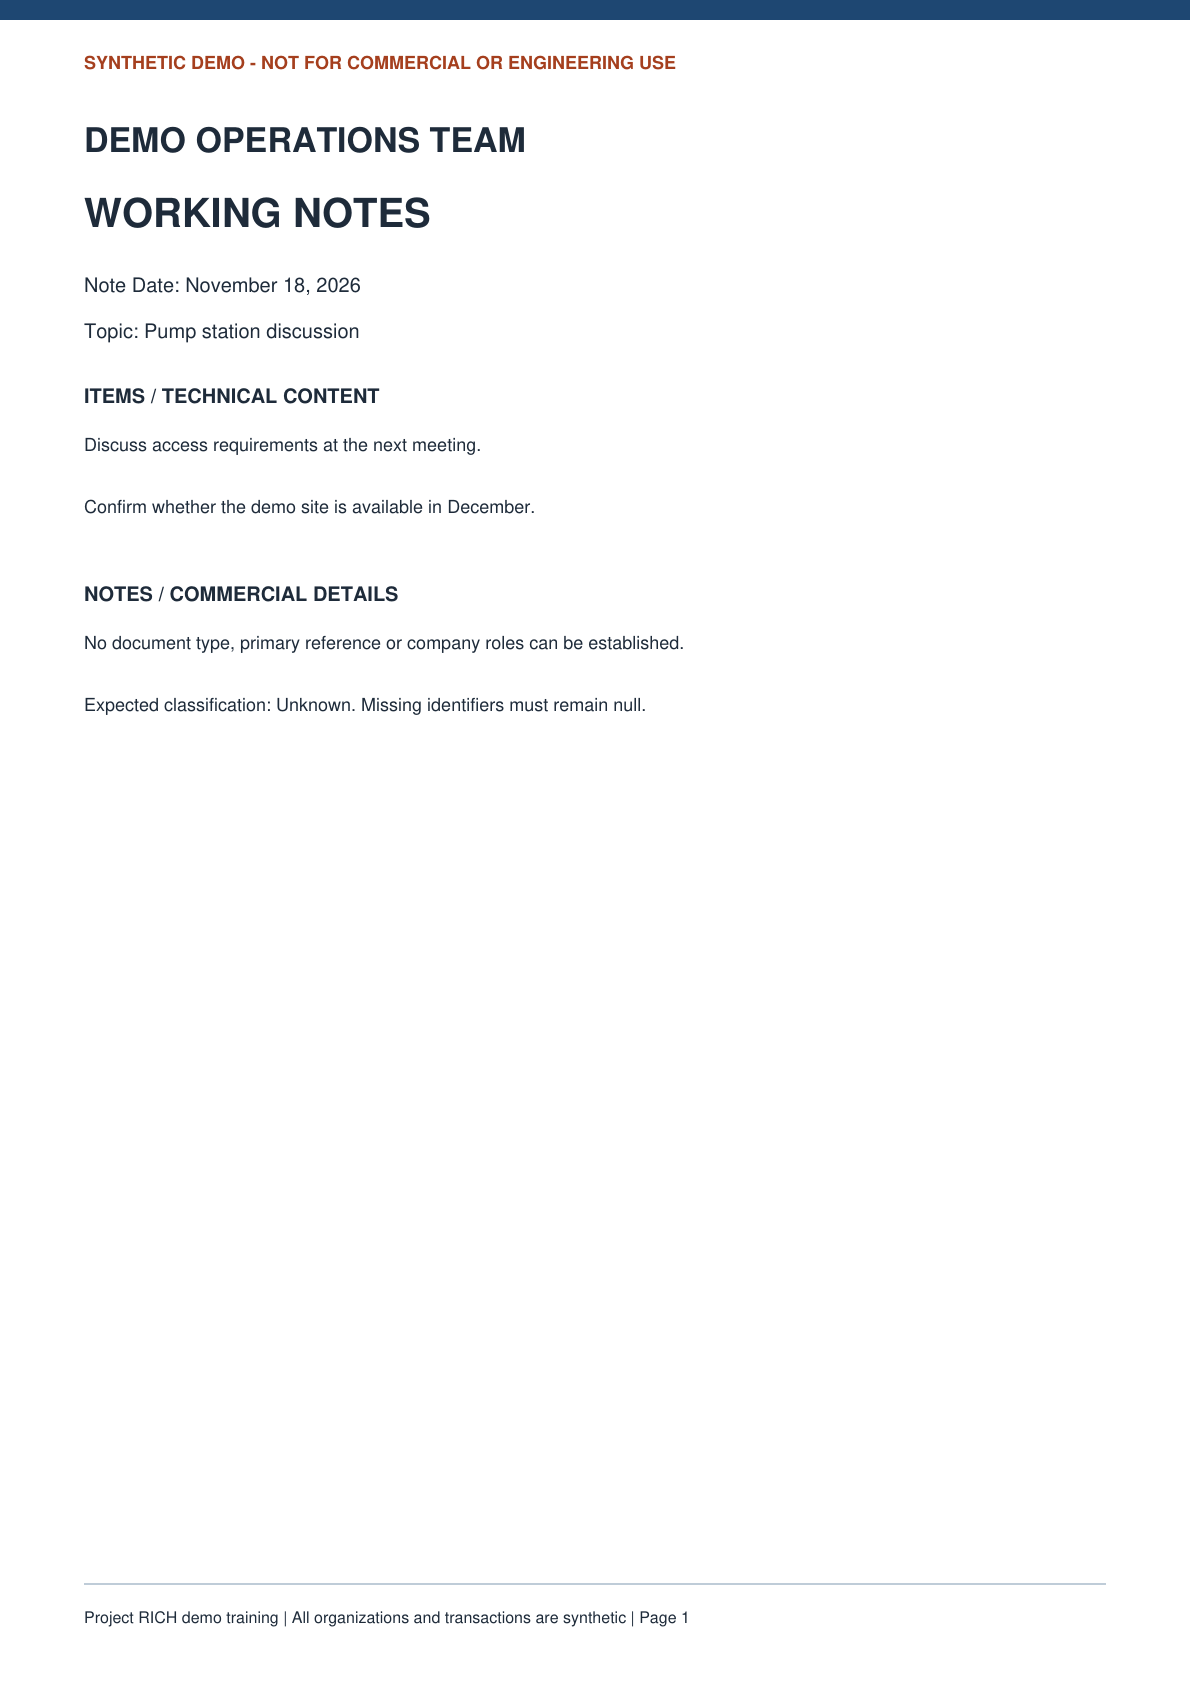 SYNTHETIC DEMO - NOT FOR COMMERCIAL OR ENGINEERING USE
DEMO OPERATIONS TEAM
WORKING NOTES
Note Date: November 18, 2026
Topic: Pump station discussion
ITEMS / TECHNICAL CONTENT
Discuss access requirements at the next meeting.
Confirm whether the demo site is available in December.
NOTES / COMMERCIAL DETAILS
No document type, primary reference or company roles can be established.
Expected classification: Unknown. Missing identifiers must remain null.
Project RICH demo training | All organizations and transactions are synthetic | Page 1